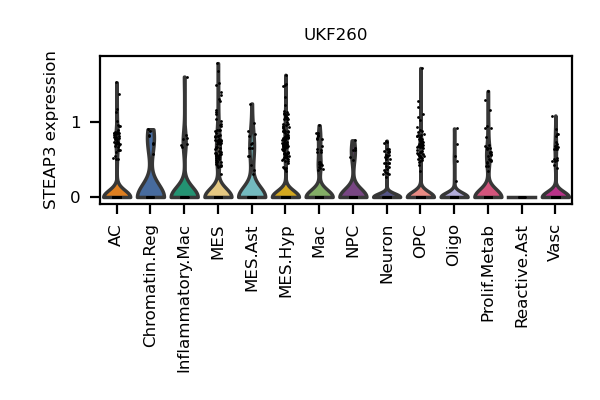 UKF260
STEAP3 expression
1
0
AC
Chromatin.Reg
Inflammatory.Mac
MES
MES.Ast
MES.Hyp
Mac
NPC
Neuron
OPC
Oligo
Prolif.Metab
Reactive.Ast
Vasc